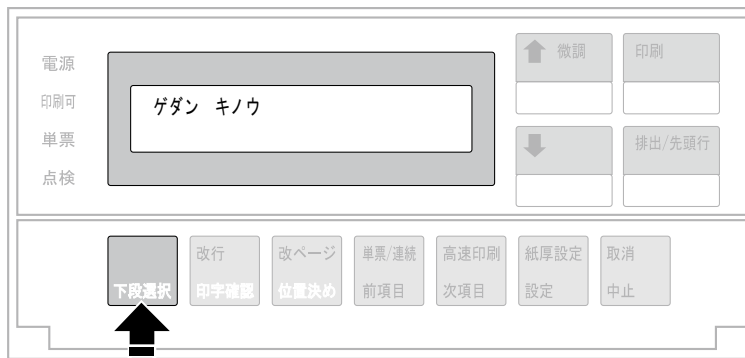 電源
印刷可
単票
点検
ゲダン キノウ
微調
印刷
排出/先頭行
下段選択
改行
印字確認
改ページ
位置決め
単票/連続
前項目
高速印刷
次項目
紙厚設定
設定
取消
中止